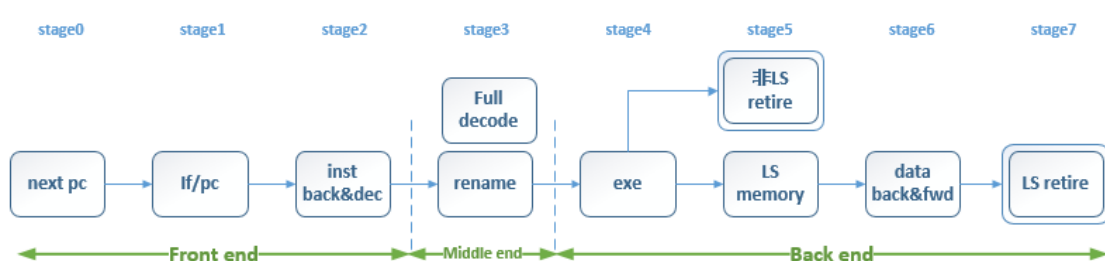 stage0 stage1 stage2 stage3 stage4 stage5 stage6 stage7
Full
decode
非LS
retire
next pc
If/pc
inst
back&dec
rename
exe
LS
memory
data
back&fwd
LS retire
Front end
Middle end
Back end